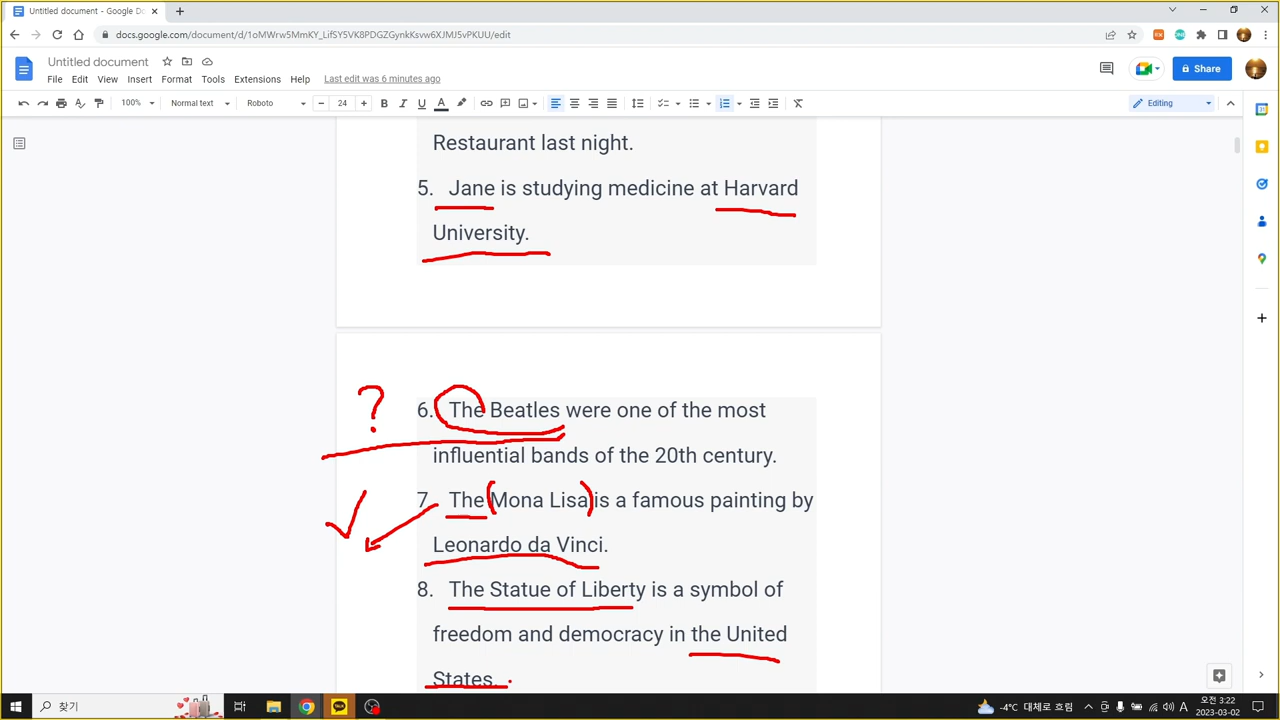 Untitled document - Google Do
docs.google.com/document/d/1oMWrw5MmKY_LifSY5VK8PDGZGynkKsvw6XJMJ5vPKUU/edit
Untitled document
File Edit View Insert Format Tools Extensions Help Last edit was 6 minutes ago
Share
100% Normal text Roboto 24 B I U A Editing
Restaurant last night.
5. Jane is studying medicine at Harvard
University.
?
6. The Beatles were one of the most
influential bands of the 20th century.
7. The (Mona Lisa) is a famous painting by
Leonardo da Vinci.
8. The Statue of Liberty is a symbol of
freedom and democracy in the United
States.
찾기
-4°C 대체로 흐림
A
오전 3:22
2023-03-02